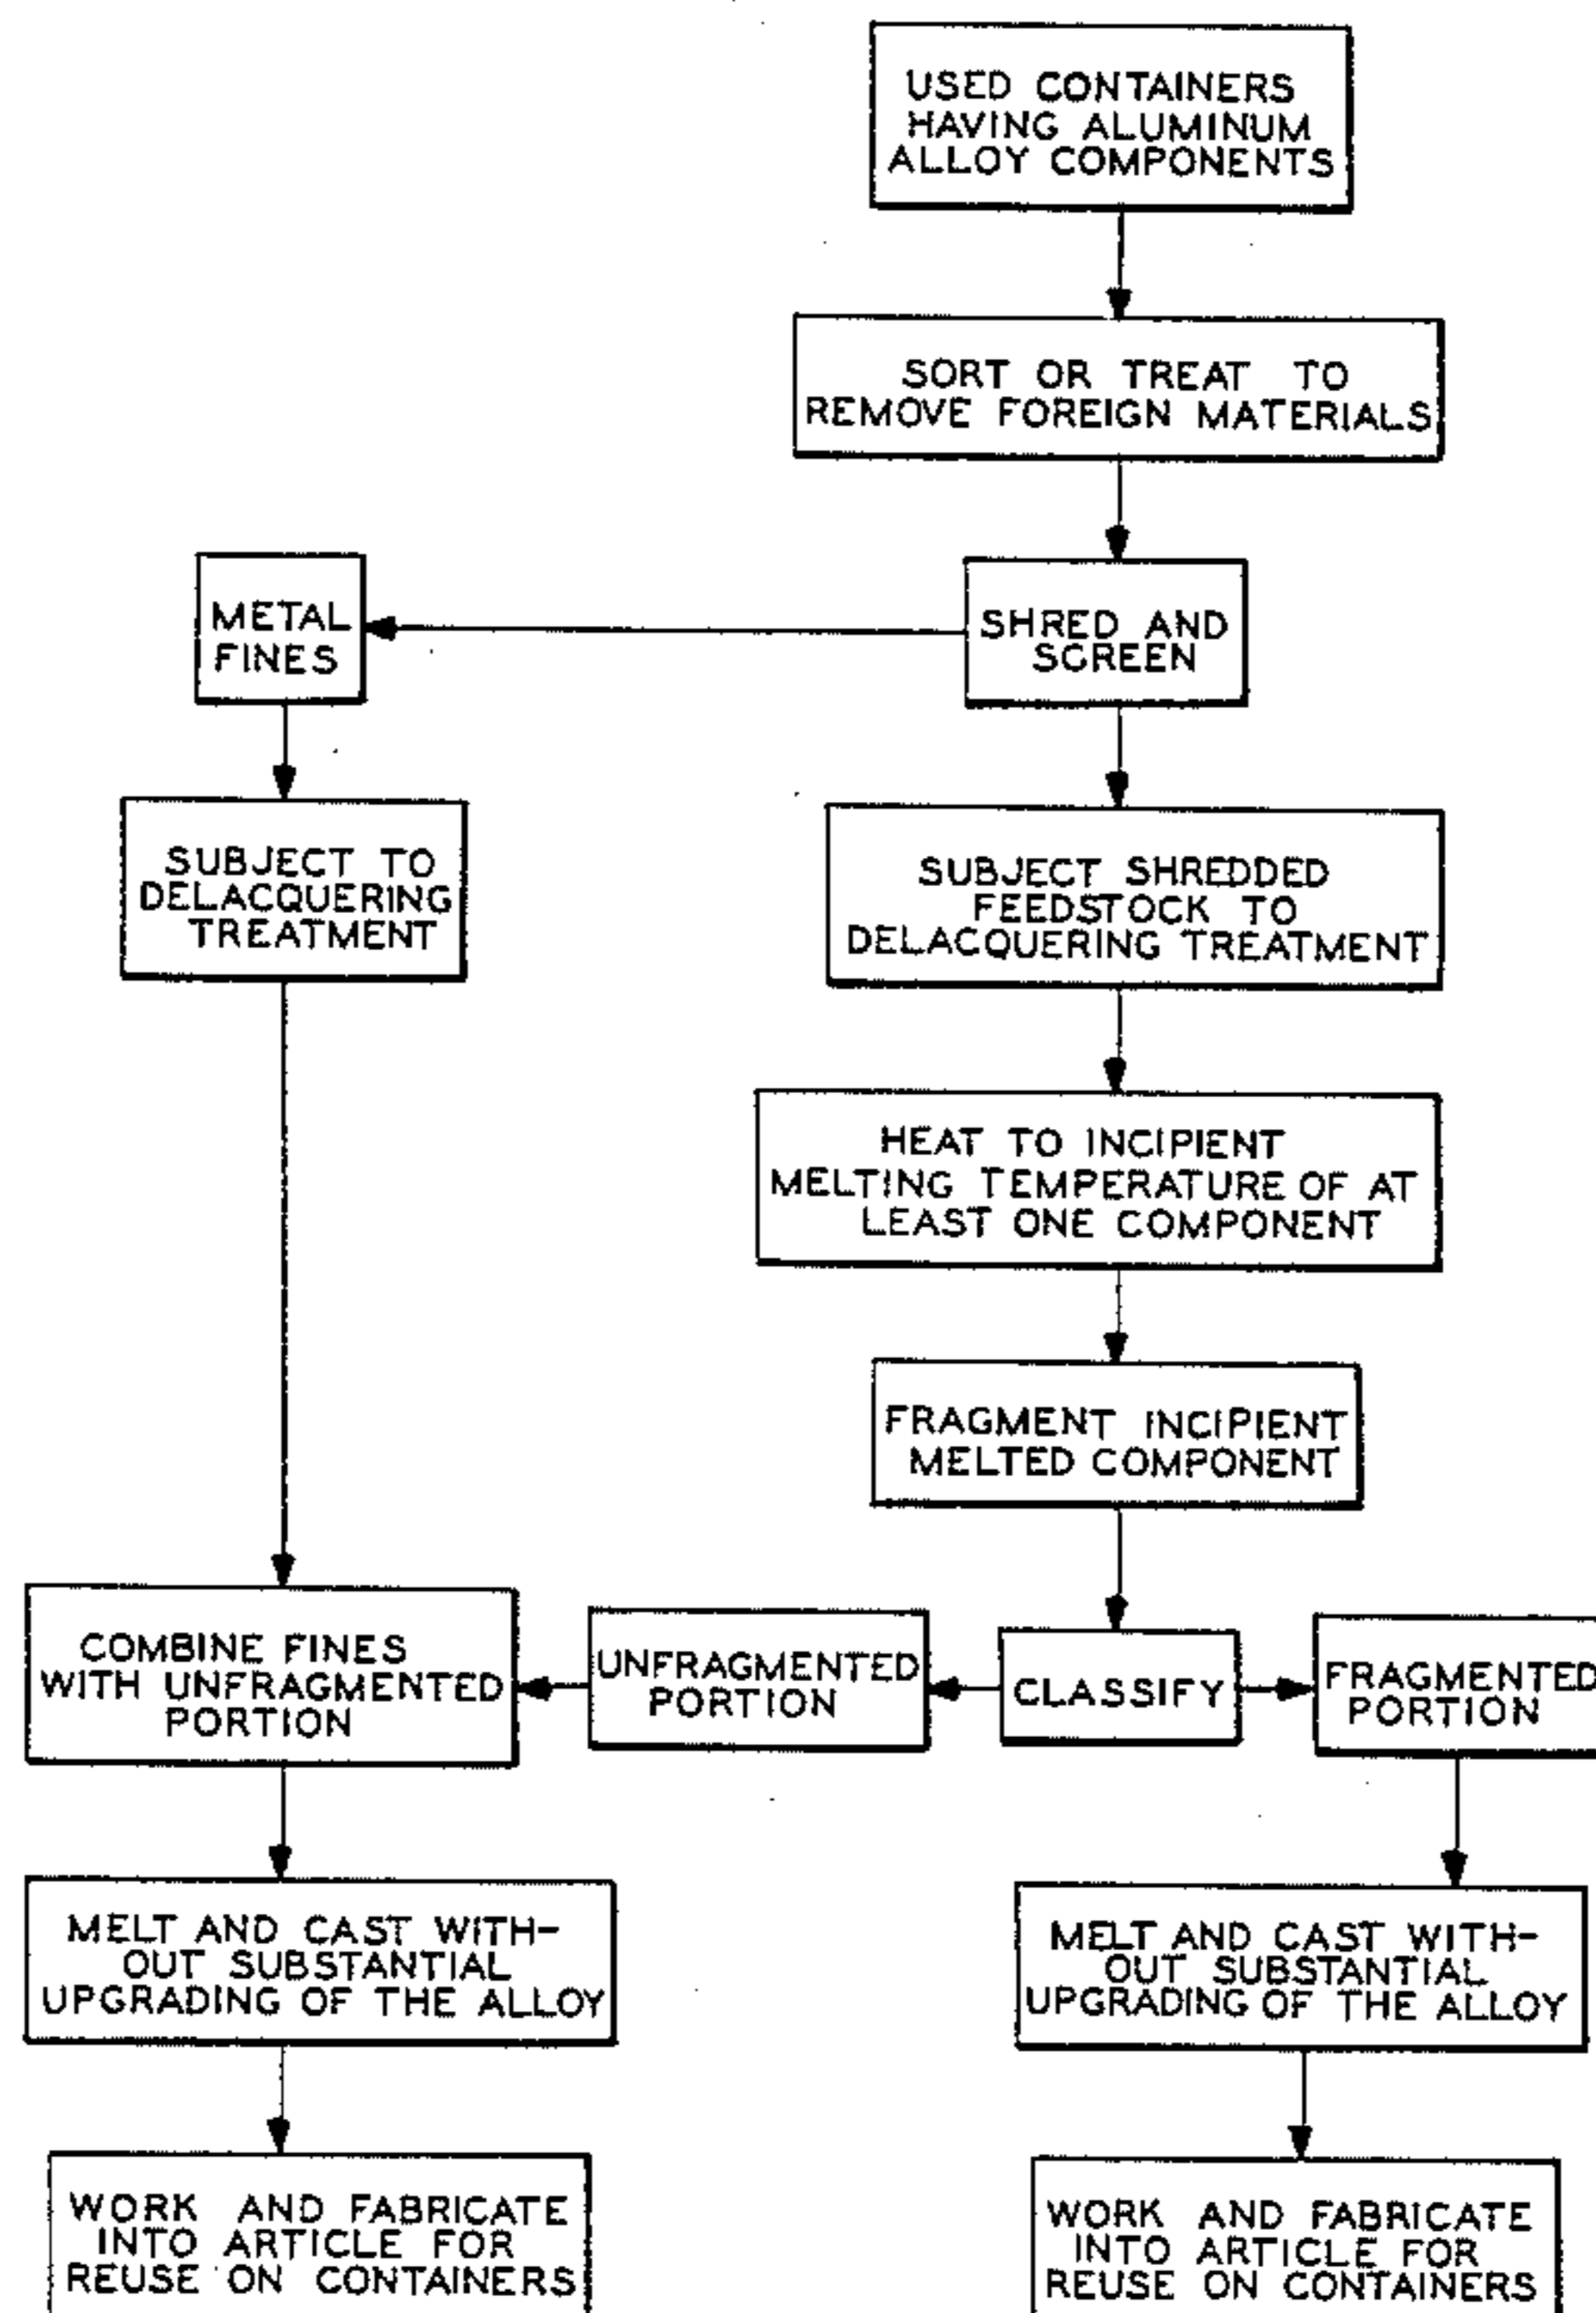 USED CONTAINERS
HAVING ALUMINUM
ALLOY COMPONENTS
SORT OR TREAT TO
REMOVE FOREIGN MATERIALS
METAL
FINES
SHRED AND
SCREEN
SUBJECT TO
DELACQUERING
TREATMENT
SUBJECT SHREDDED
FEEDSTOCK TO
DELACQUERING TREATMENT
HEAT TO INCIPIENT
MELTING TEMPERATURE OF AT
LEAST ONE COMPONENT
FRAGMENT INCIPIENT
MELTED COMPONENT
COMBINE FINES
WITH UNFRAGMENTED
PORTION
UNFRAGMENTED
PORTION
CLASSIFY
FRAGMENTED
PORTION
MELT AND CAST WITH-
OUT SUBSTANTIAL
UPGRADING OF THE ALLOY
MELT AND CAST WITH-
OUT SUBSTANTIAL
UPGRADING OF THE ALLOY
WORK AND FABRICATE
INTO ARTICLE FOR
REUSE ON CONTAINERS
WORK AND FABRICATE
INTO ARTICLE FOR
REUSE ON CONTAINERS